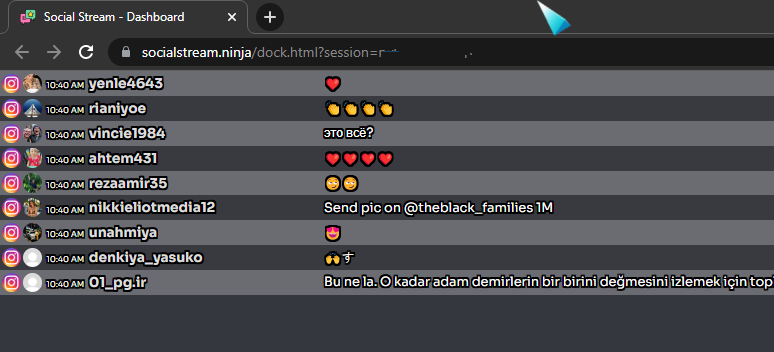 Social Stream - Dashboard
socialstream.ninja/dock.html?session=
10:40 AM yenle4643 ❤️
10:40 AM rianiyoe 👏👏👏👏
10:40 AM vincie1984 это всё?
10:40 AM ahtem431 ❤️❤️❤️❤️
10:40 AM rezaamir35 😁😁
10:40 AM nikkieliotmedia12 Send pic on @theblack_families 1M
10:40 AM unahmiya 😍
10:40 AM denkiya_yasuko 🙌す
10:40 AM 01_pg.ir Bu ne la. O kadar adam demirlerin bir birini değmesini izlemek için top